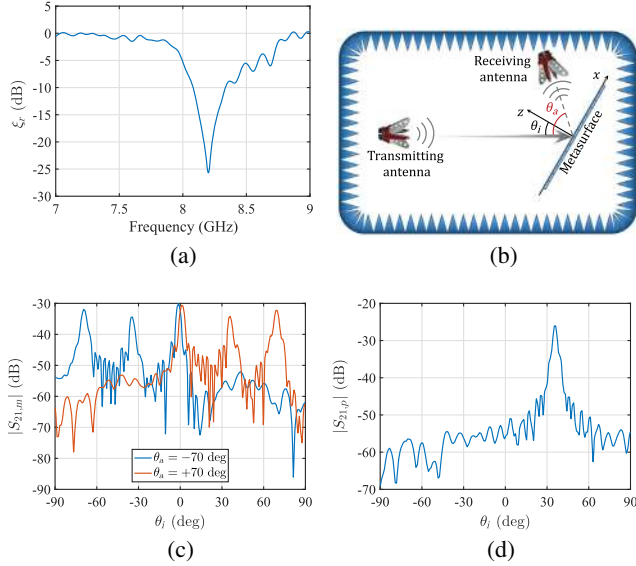 5
0
-5
-10
-15
-20
-25
-30
ξr (dB)
7 7.5 8 8.5 9
Frequency (GHz)
(a)
Receiving
antenna
x
z
θa
θi
Transmitting
antenna
Metasurface
(b)
-30
-40
-50
-60
-70
-80
-90
|S21,m| (dB)
θa = −70 deg
θa = +70 deg
-90 -60 -30 0 30 60 90
θi (deg)
(c)
-20
-30
-40
-50
-60
-70
|S21,p| (dB)
-90 -60 -30 0 30 60 90
θi (deg)
(d)